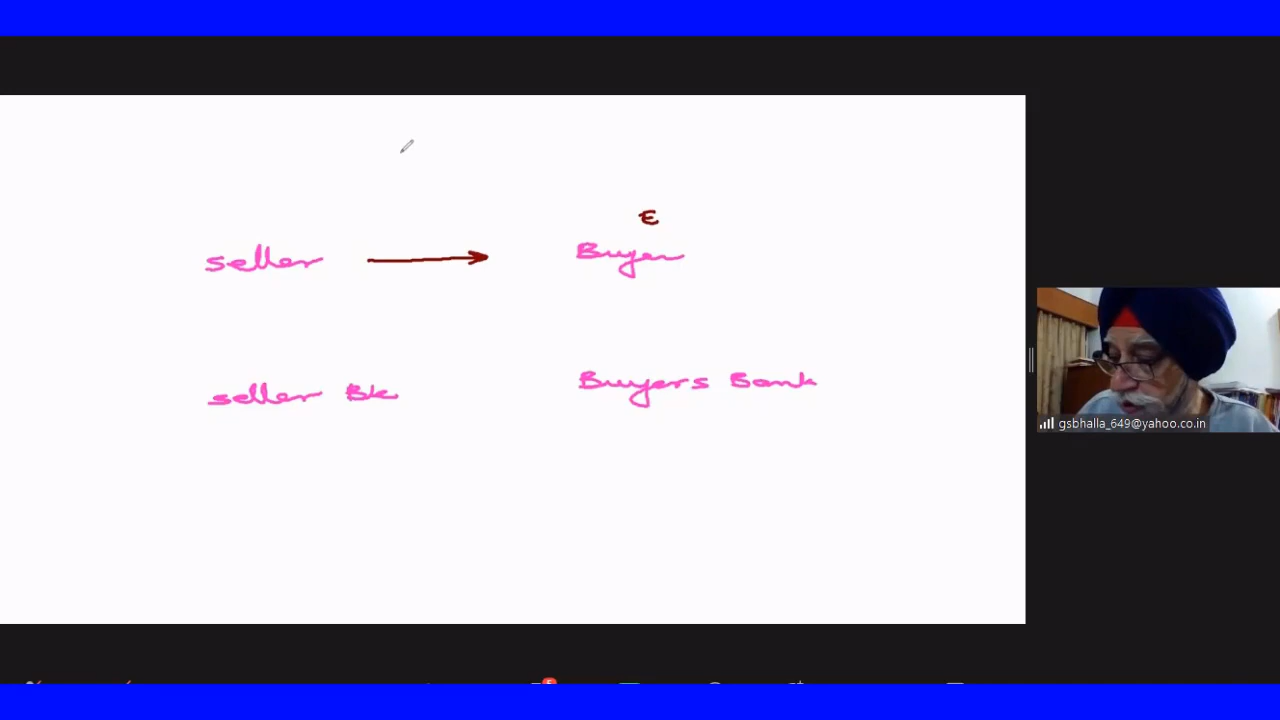 E
seller Buyer
seller Bk Buyers Bank
gsbhalla_649@yahoo.co.in